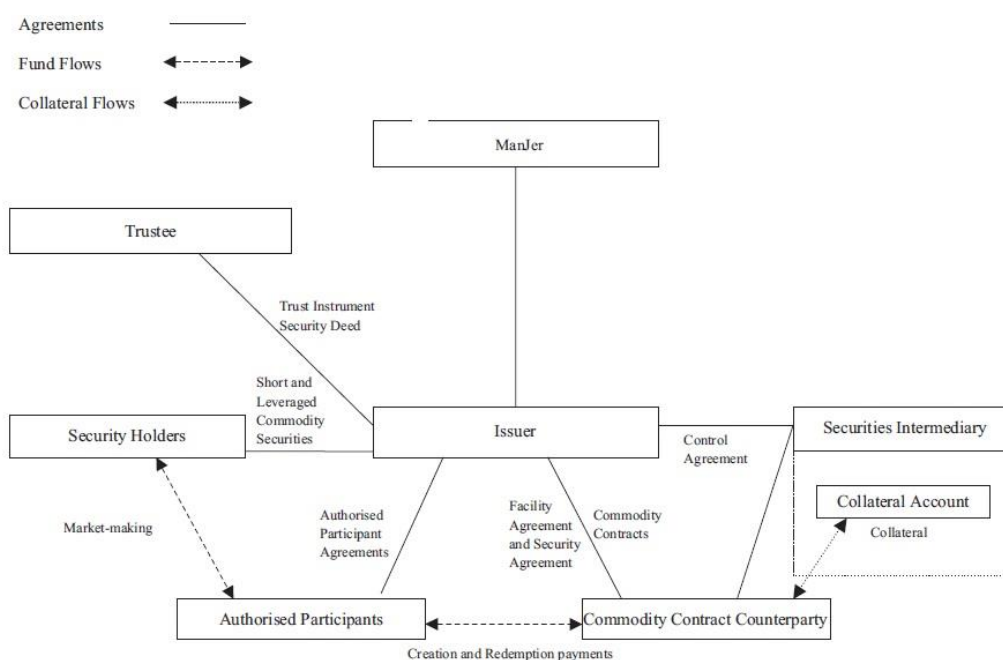 Agreements
Fund Flows
Collateral Flows
ManJer
Trustee
Trust Instrument
Security Deed
Short and
Leveraged
Commodity
Securities
Security Holders
Issuer
Securities Intermediary
Control
Agreement
Collateral Account
Collateral
Market-making
Authorised
Participant
Agreements
Facility
Agreement
and Security
Agreement
Commodity
Contracts
Authorised Participants
Commodity Contract Counterparty
Creation and Redemption payments